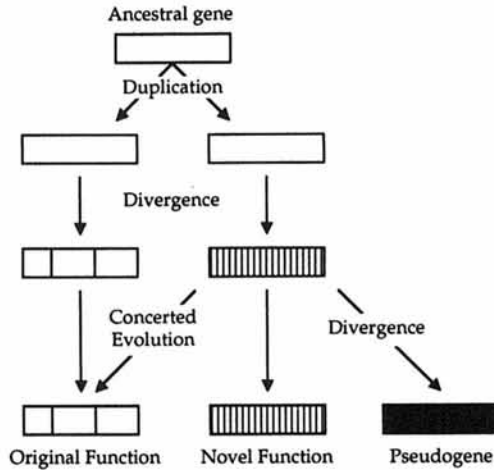 Ancestral gene
Duplication
Divergence
Concerted
Evolution
Divergence
Original Function
Novel Function
Pseudogene